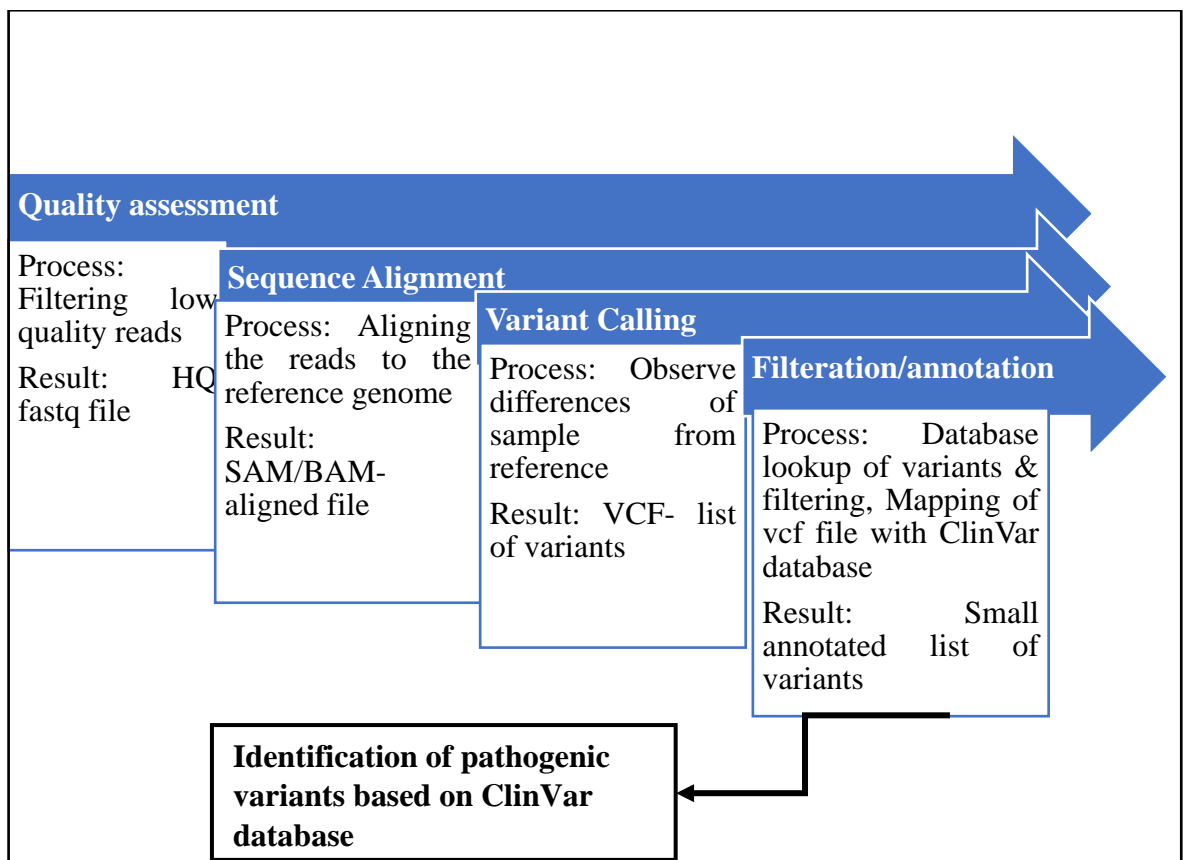 Quality assessment
Process:
Filtering low
quality reads
Result: HQ
fastq file
Sequence Alignment
Process: Aligning
the reads to the
reference genome
Result:
SAM/BAM-
aligned file
Variant Calling
Process: Observe
differences of
sample from
reference
Result: VCF- list
of variants
Filteration/annotation
Process: Database
lookup of variants &
filtering, Mapping of
vcf file with ClinVar
database
Result: Small
annotated list of
variants
Identification of pathogenic
variants based on ClinVar
database